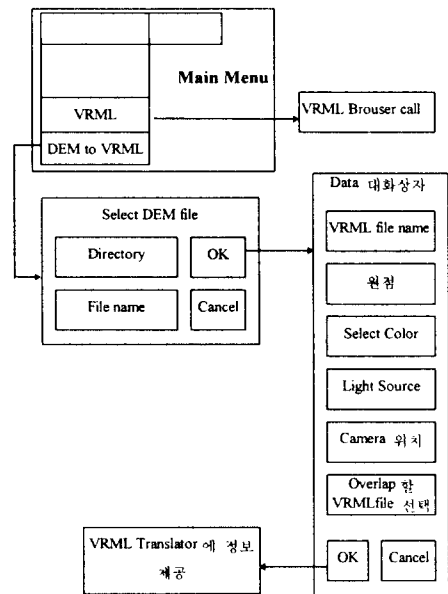 Main Menu
VRML
DEM to VRML
VRML Brouser call
Select DEM file
Directory
OK
File name
Cancel
Data 대화상자
VRML file name
원점
Select Color
Light Source
Camera 위치
Overlap 할
VRMLfile 선택
OK
Cancel
VRML Translator 에 정보
제공